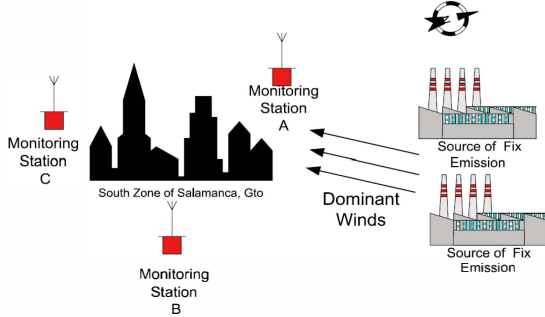 Monitoring
Station
A
Monitoring
Station
C
South Zone of Salamanca, Gto
Monitoring
Station
B
Dominant
Winds
Source of Fix
Emission
Source of Fix
Emission